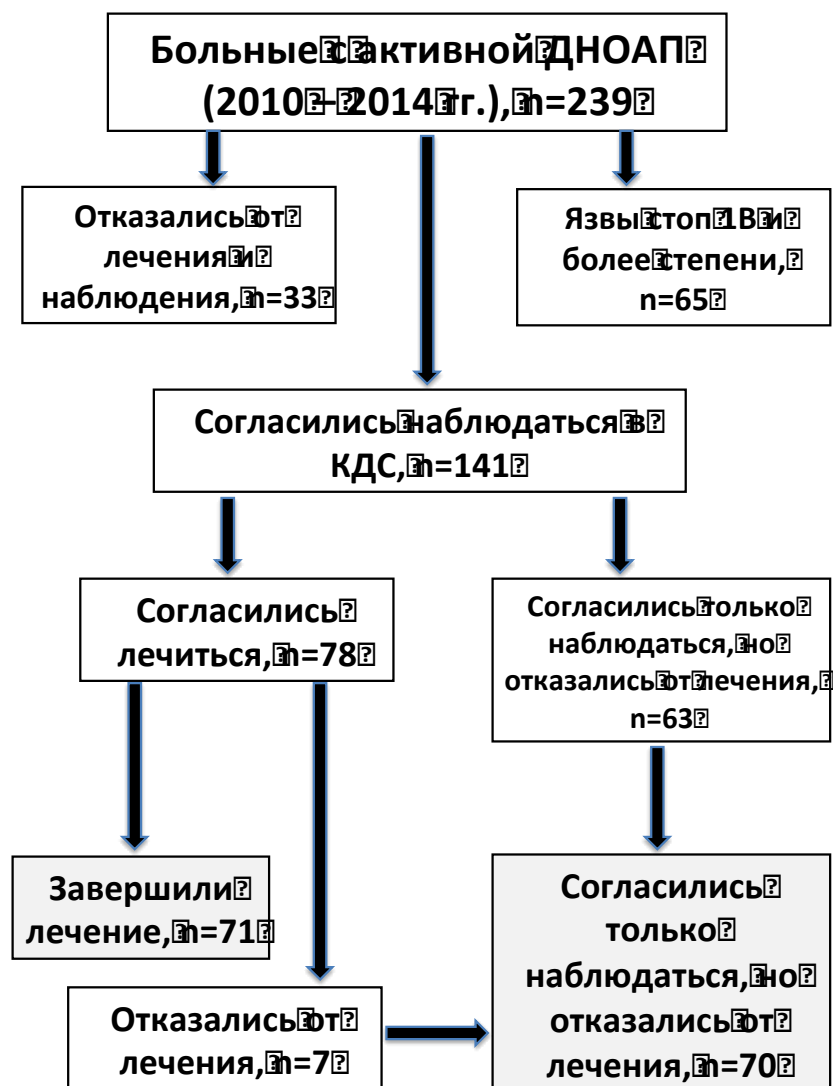 Больные с активной ДНОАП
(2010 – 2014 гг.), n=239
Отказались от
лечения и
наблюдения, n=33
Язвы стоп 1В и
более степени,
n=65
Согласились наблюдаться в
КДС, n=141
Согласились
лечиться, n=78
Согласились только
наблюдаться, но
отказались от лечения,
n=63
Завершили
лечение, n=71
Согласились
только
наблюдаться, но
отказались от
лечения, n=70
Отказались от
лечения, n=7